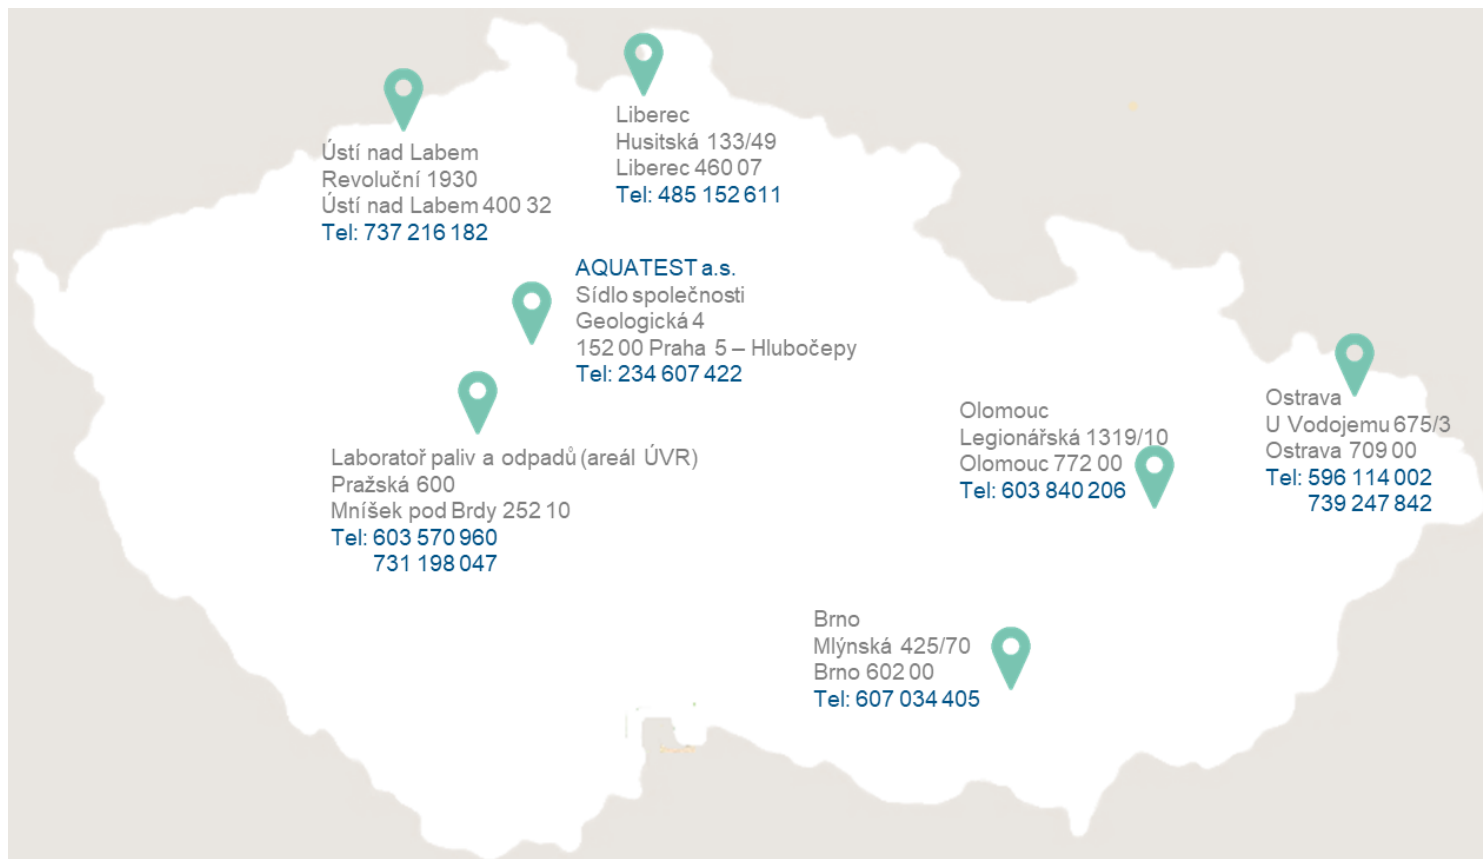 Liberec
Husitská 133/49
Liberec 460 07
Tel: 485 152 611
Ústí nad Labem
Revoluční 1930
Ústí nad Labem 400 32
Tel: 737 216 182
AQUATEST a.s.
Sídlo společnosti
Geologická 4
152 00 Praha 5 – Hlubočepy
Tel: 234 607 422
Laboratoř paliv a odpadů (areál ÚVR)
Pražská 600
Mníšek pod Brdy 252 10
Tel: 603 570 960
731 198 047
Olomouc
Legionářská 1319/10
Olomouc 772 00
Tel: 603 840 206
Ostrava
U Vodojemu 675/3
Ostrava 709 00
Tel: 596 114 002
739 247 842
Brno
Mlýnská 425/70
Brno 602 00
Tel: 607 034 405